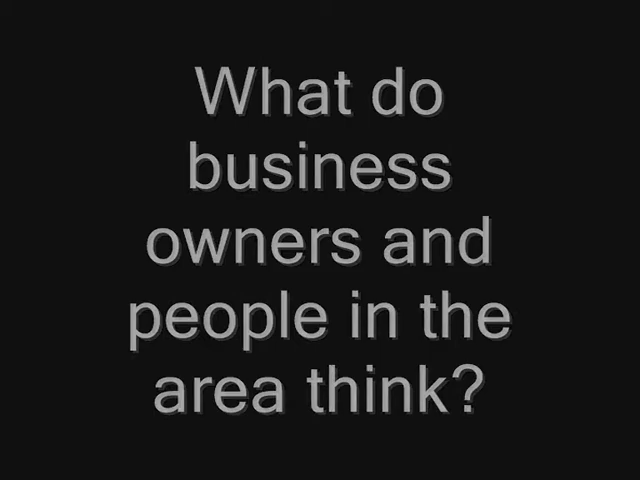 What do
business
owners and
people in the
area think?